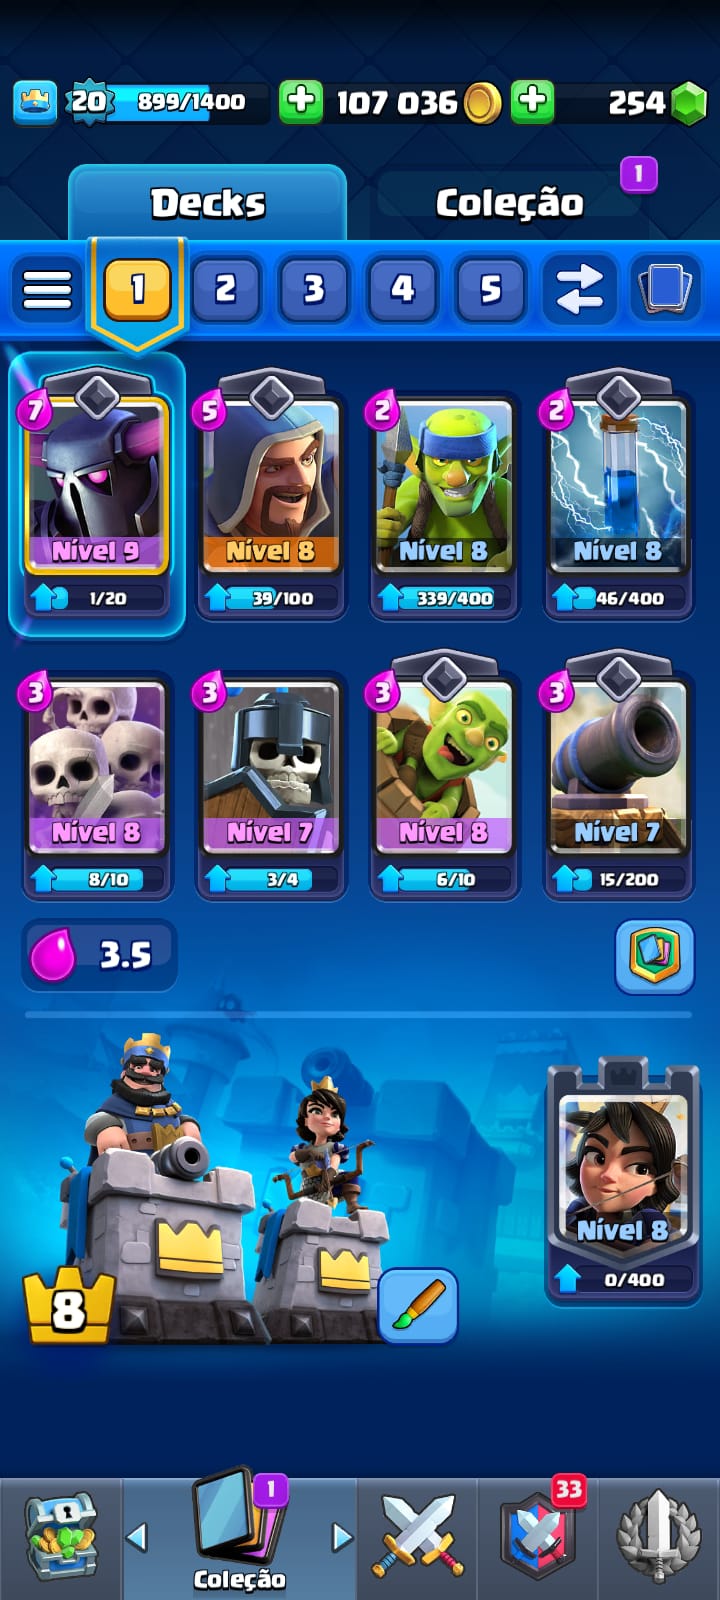 20 899/1400 107 036 254
Decks Coleção 1
1 2 3 4 5
7 5 2 2
Nível 9 Nível 8 Nível 8 Nível 8
1/20 39/100 339/400 46/400
3 3 3 3
Nível 8 Nível 7 Nível 8 Nível 7
8/10 3/4 6/10 15/200
3.5
Nível 8
0/400
8
1 33
Coleção